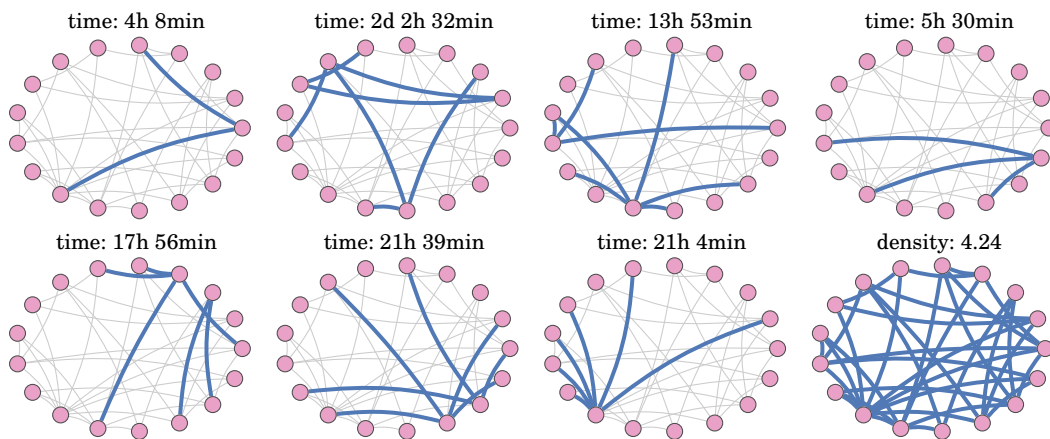 time: 4h 8min
time: 2d 2h 32min
time: 13h 53min
time: 5h 30min
time: 17h 56min
time: 21h 39min
time: 21h 4min
density: 4.24